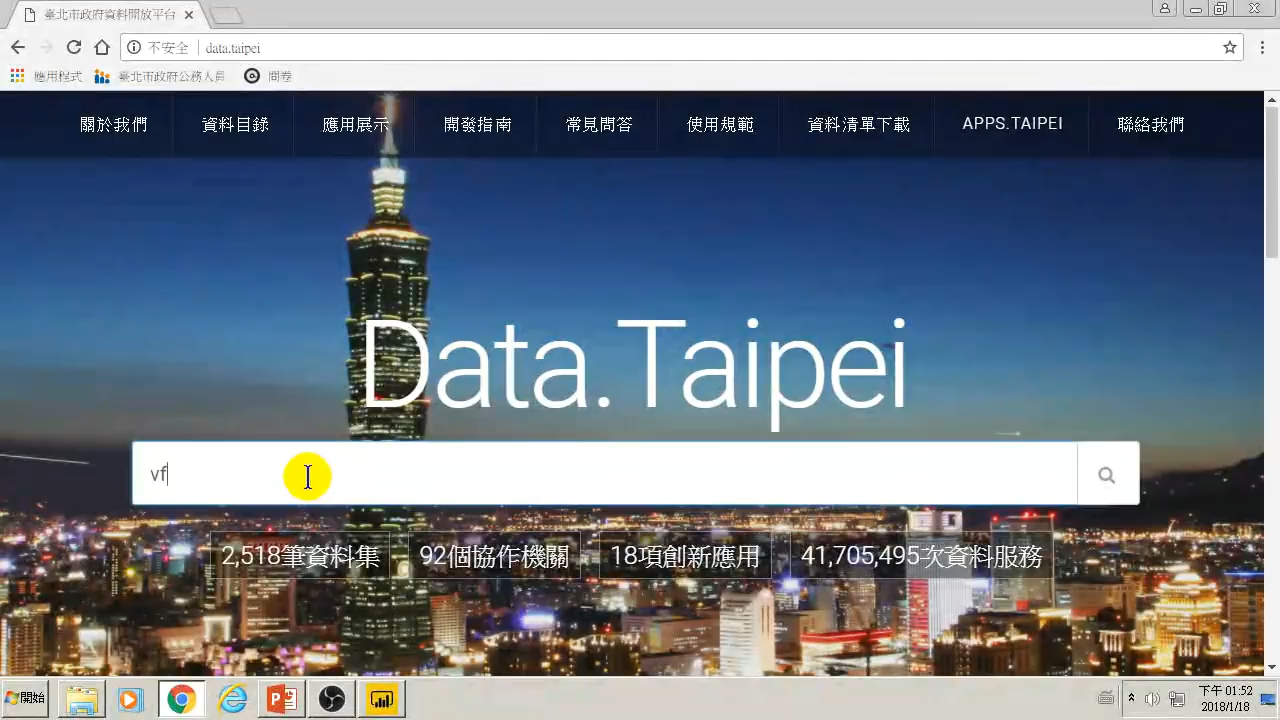 臺北市政府資料開放平台
不安全 data.taipei
應用程式 臺北市政府公務人員 問卷
關於我們 資料目錄 應用展示 開發指南 常見問答 使用規範 資料清單下載 APPS.TAIPEI 聯絡我們
Data.Taipei
vf
2,518筆資料集 92個協作機關 18項創新應用 41,705,495次資料服務
開始 下午 01:52
2018/1/18